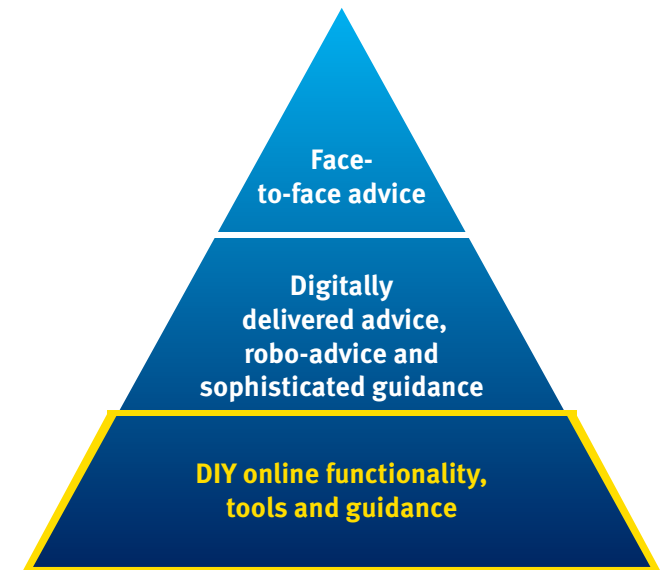 Face-
to-face advice
Digitally
delivered advice,
robo-advice and
sophisticated guidance
DIY online functionality,
tools and guidance